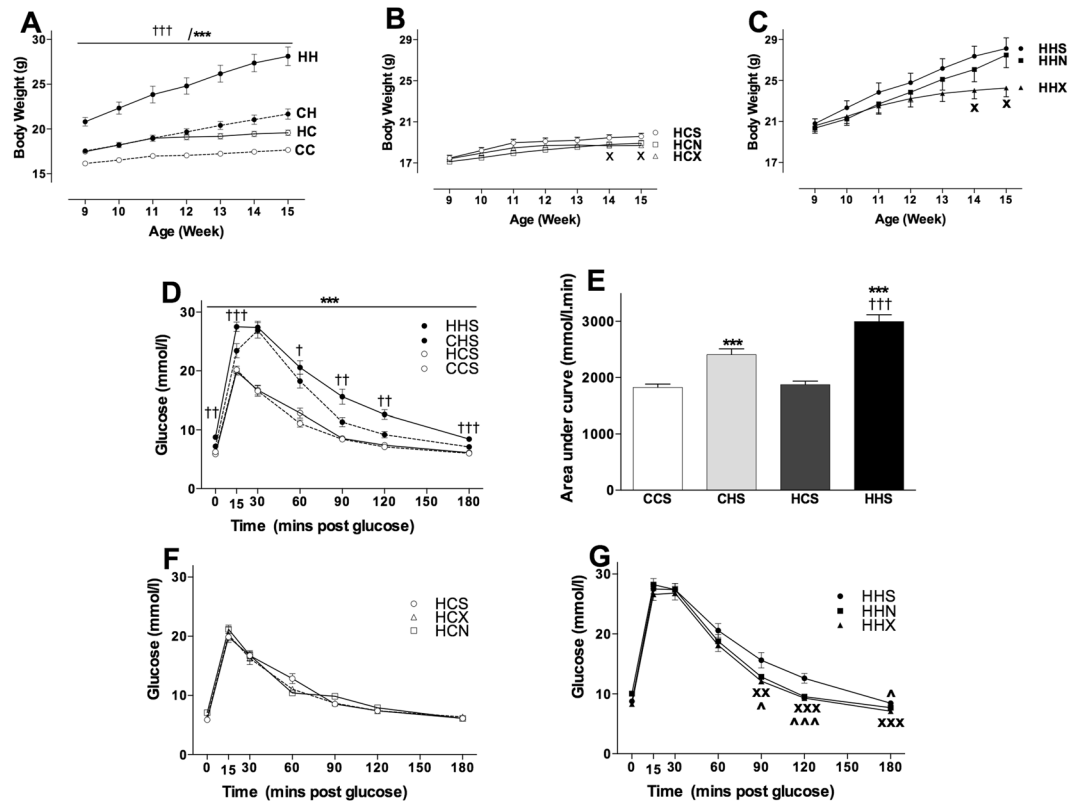 A
††† /***
Body Weight (g)
30
25
20
15
HH
CH
HC
CC
9 10 11 12 13 14 15
Age (Week)
B
Body Weight (g)
29
25
21
17
HCS
HCN
HCX
X X
9 10 11 12 13 14 15
Age (Week)
C
Body Weight (g)
29
25
21
17
HHS
HHN
HHX
X X
9 10 11 12 13 14 15
Age (Week)
D
***
Glucose (mmol/l)
30
20
10
0
††
†††
†
††
††
†††
HHS
CHS
HCS
CCS
0 15 30 60 90 120 180
Time (mins post glucose)
E
Area under curve (mmol/l.min)
3000
2000
1000
0
***
***
†††
CCS CHS HCS HHS
F
Glucose (mmol/l)
30
20
10
0
HCS
HCX
HCN
0 15 30 60 90 120 180
Time (mins post glucose)
G
Glucose (mmol/l)
30
20
10
0
HHS
HHN
HHX
XX
^
XXX
^^^
^
XXX
0 15 30 60 90 120 180
Time (mins post glucose)